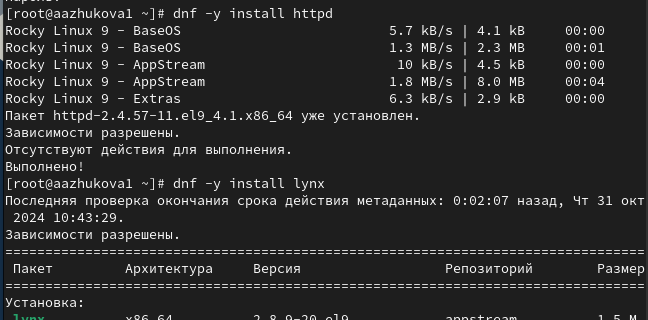 [root@aazhukova1 ~]# dnf -y install httpd
Rocky Linux 9 - BaseOS                          5.7 kB/s | 4.1 kB     00:00
Rocky Linux 9 - BaseOS                          1.3 MB/s | 2.3 MB     00:01
Rocky Linux 9 - AppStream                        10 kB/s | 4.5 kB     00:00
Rocky Linux 9 - AppStream                       1.8 MB/s | 8.0 MB     00:04
Rocky Linux 9 - Extras                          6.3 kB/s | 2.9 kB     00:00
Пакет httpd-2.4.57-11.el9_4.1.x86_64 уже установлен.
Зависимости разрешены.
Отсутствуют действия для выполнения.
Выполнено!
[root@aazhukova1 ~]# dnf -y install lynx
Последняя проверка окончания срока действия метаданных: 0:02:07 назад, Чт 31 окт
 2024 10:43:29.
Зависимости разрешены.
================================================================================
 Пакет         Архитектура     Версия                  Репозиторий        Размер
================================================================================
Установка:
 lynx          x86_64          2.8.9-20.el9            appstream          1.5 M